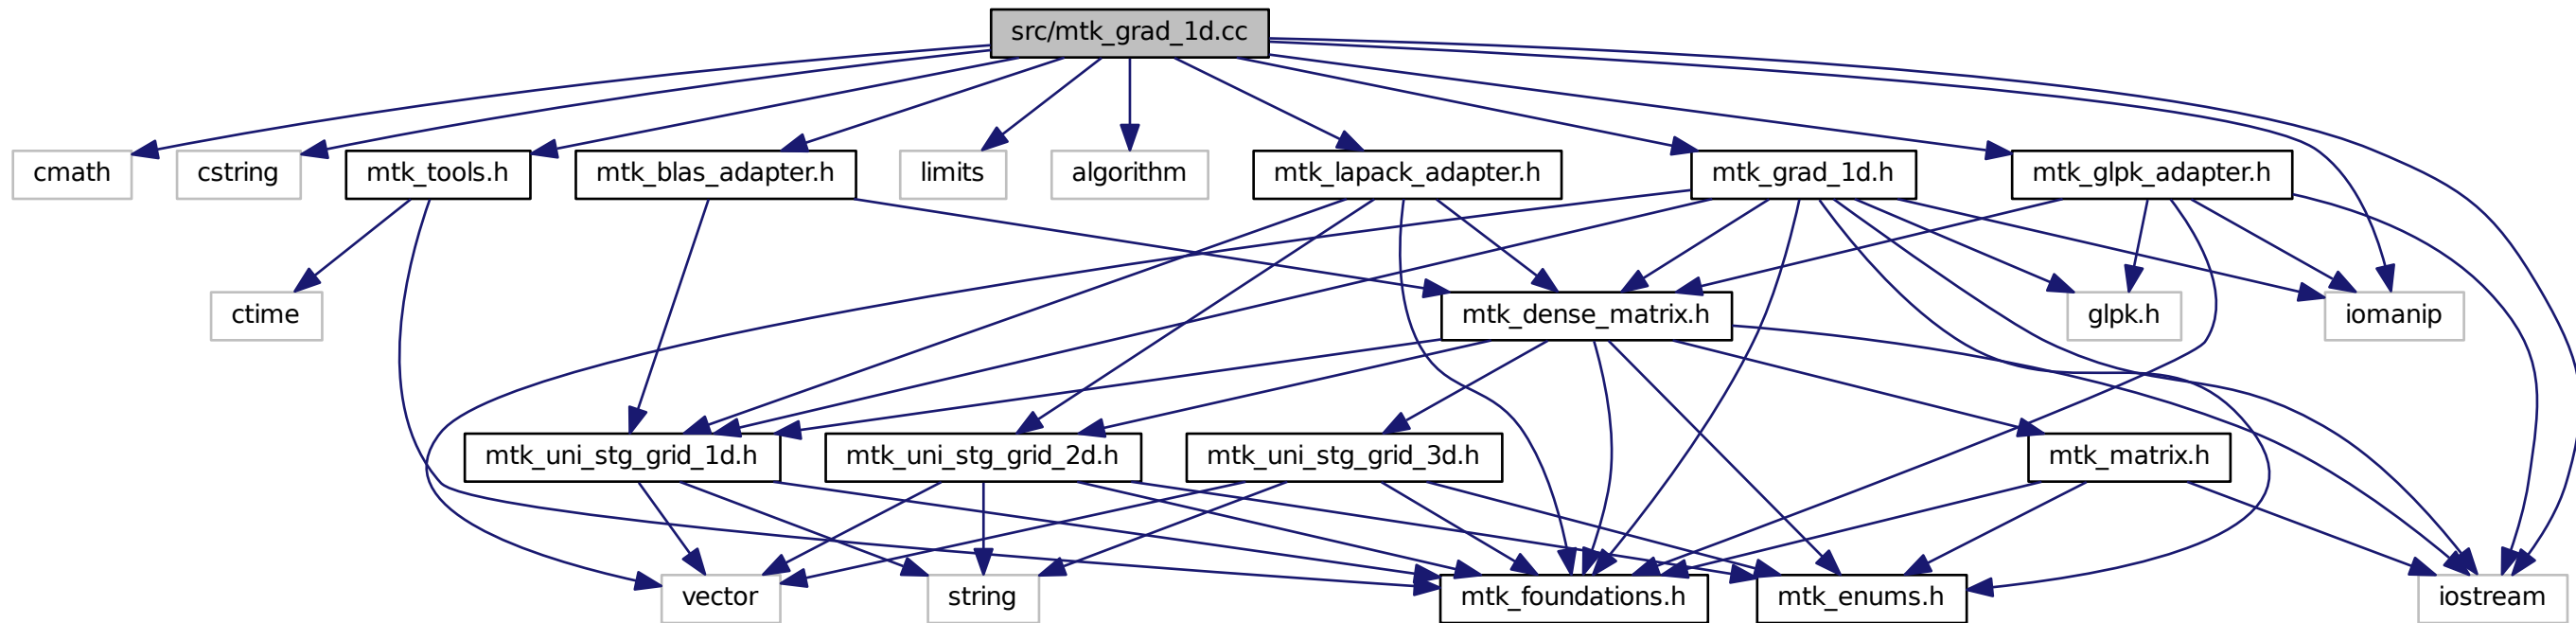 src/mtk_grad_1d.cc
cmath
cstring
mtk_tools.h
mtk_blas_adapter.h
limits
algorithm
mtk_lapack_adapter.h
mtk_grad_1d.h
mtk_glpk_adapter.h
ctime
mtk_dense_matrix.h
glpk.h
iomanip
mtk_uni_stg_grid_1d.h
mtk_uni_stg_grid_2d.h
mtk_uni_stg_grid_3d.h
mtk_matrix.h
vector
string
mtk_foundations.h
mtk_enums.h
iostream